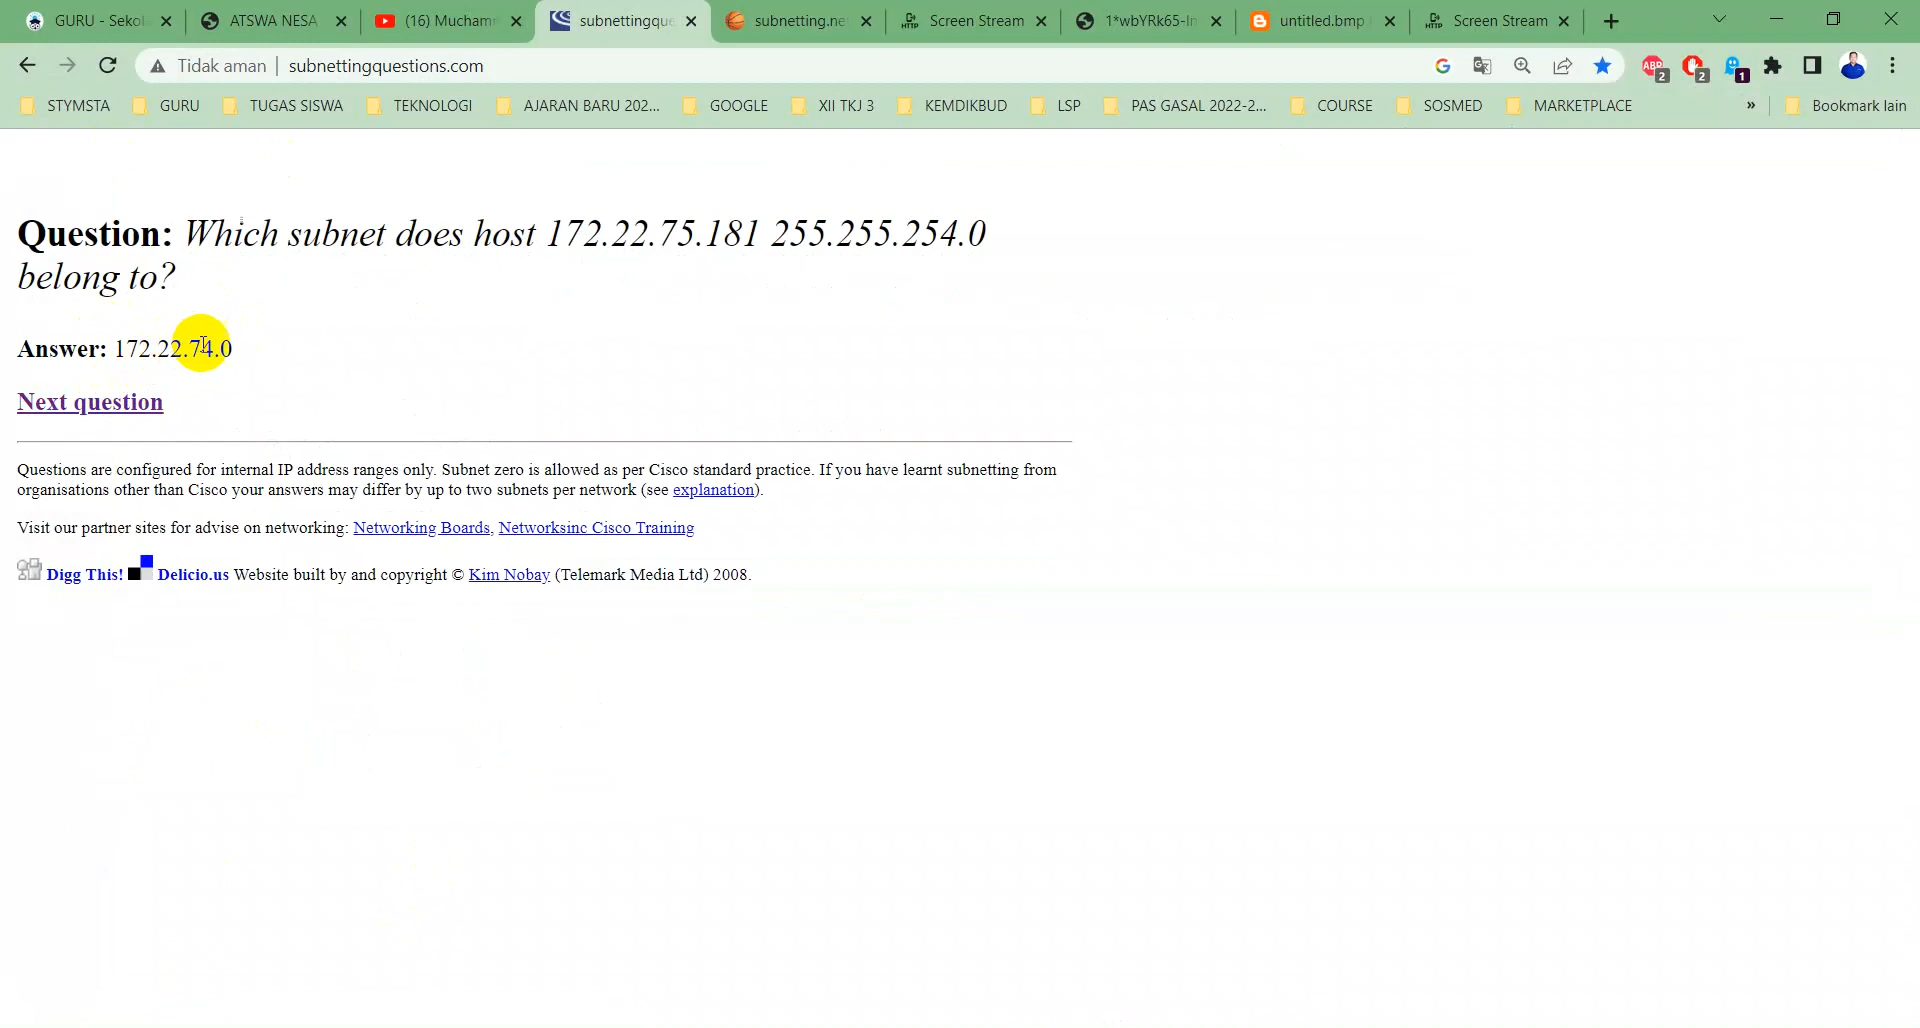 GURU - Sekol
ATSWA NESA
(16) Muchamm
subnettingque
subnetting.ne
Screen Stream
1*wbYRk65-In
untitled.bmp
Screen Stream
Tidak aman
subnettingquestions.com
2
2
1
STYMSTA
GURU
TUGAS SISWA
TEKNOLOGI
AJARAN BARU 202...
GOOGLE
XII TKJ 3
KEMDIKBUD
LSP
PAS GASAL 2022-2...
COURSE
SOSMED
MARKETPLACE
»
Bookmark lain
Question: Which subnet does host 172.22.75.181 255.255.254.0
belong to?
Answer: 172.22.74.0
Next question
Questions are configured for internal IP address ranges only. Subnet zero is allowed as per Cisco standard practice. If you have learnt subnetting from
organisations other than Cisco your answers may differ by up to two subnets per network (see explanation).
Visit our partner sites for advise on networking: Networking Boards, Networksinc Cisco Training
Digg This! Delicio.us Website built by and copyright © Kim Nobay (Telemark Media Ltd) 2008.